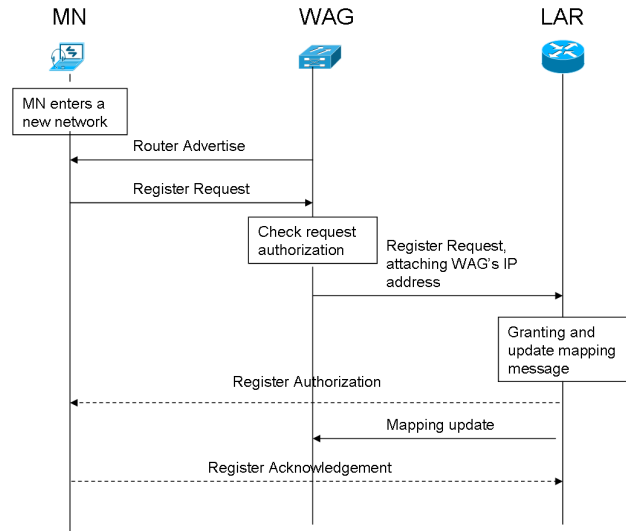 MN
WAG
LAR
MN enters a
new network
Router Advertise
Register Request
Check request
authorization
Register Request,
attaching WAG's IP
address
Granting and
update mapping
message
Register Authorization
Mapping update
Register Acknowledgement